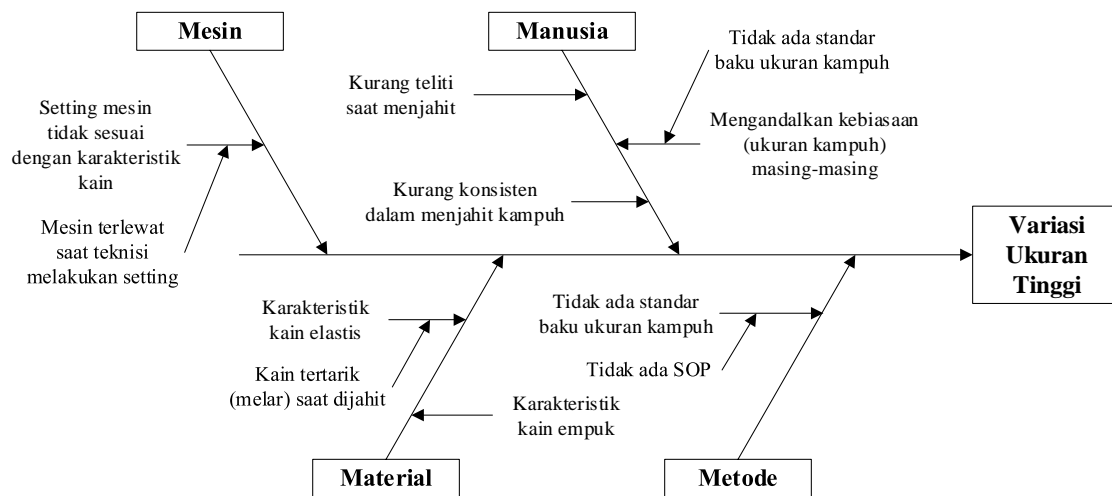 Mesin
Manusia
Tidak ada standar
baku ukuran kampuh
Kurang teliti
saat menjahit
Setting mesin
tidak sesuai
dengan karakteristik
kain
Mengandalkan kebiasaan
(ukuran kampuh)
masing-masing
Kurang konsisten
dalam menjahit kampuh
Mesin terlewat
saat teknisi
melakukan setting
Variasi
Ukuran
Tinggi
Karakteristik
kain elastis
Tidak ada standar
baku ukuran kampuh
Kain tertarik
(melar) saat dijahit
Tidak ada SOP
Karakteristik
kain empuk
Material
Metode